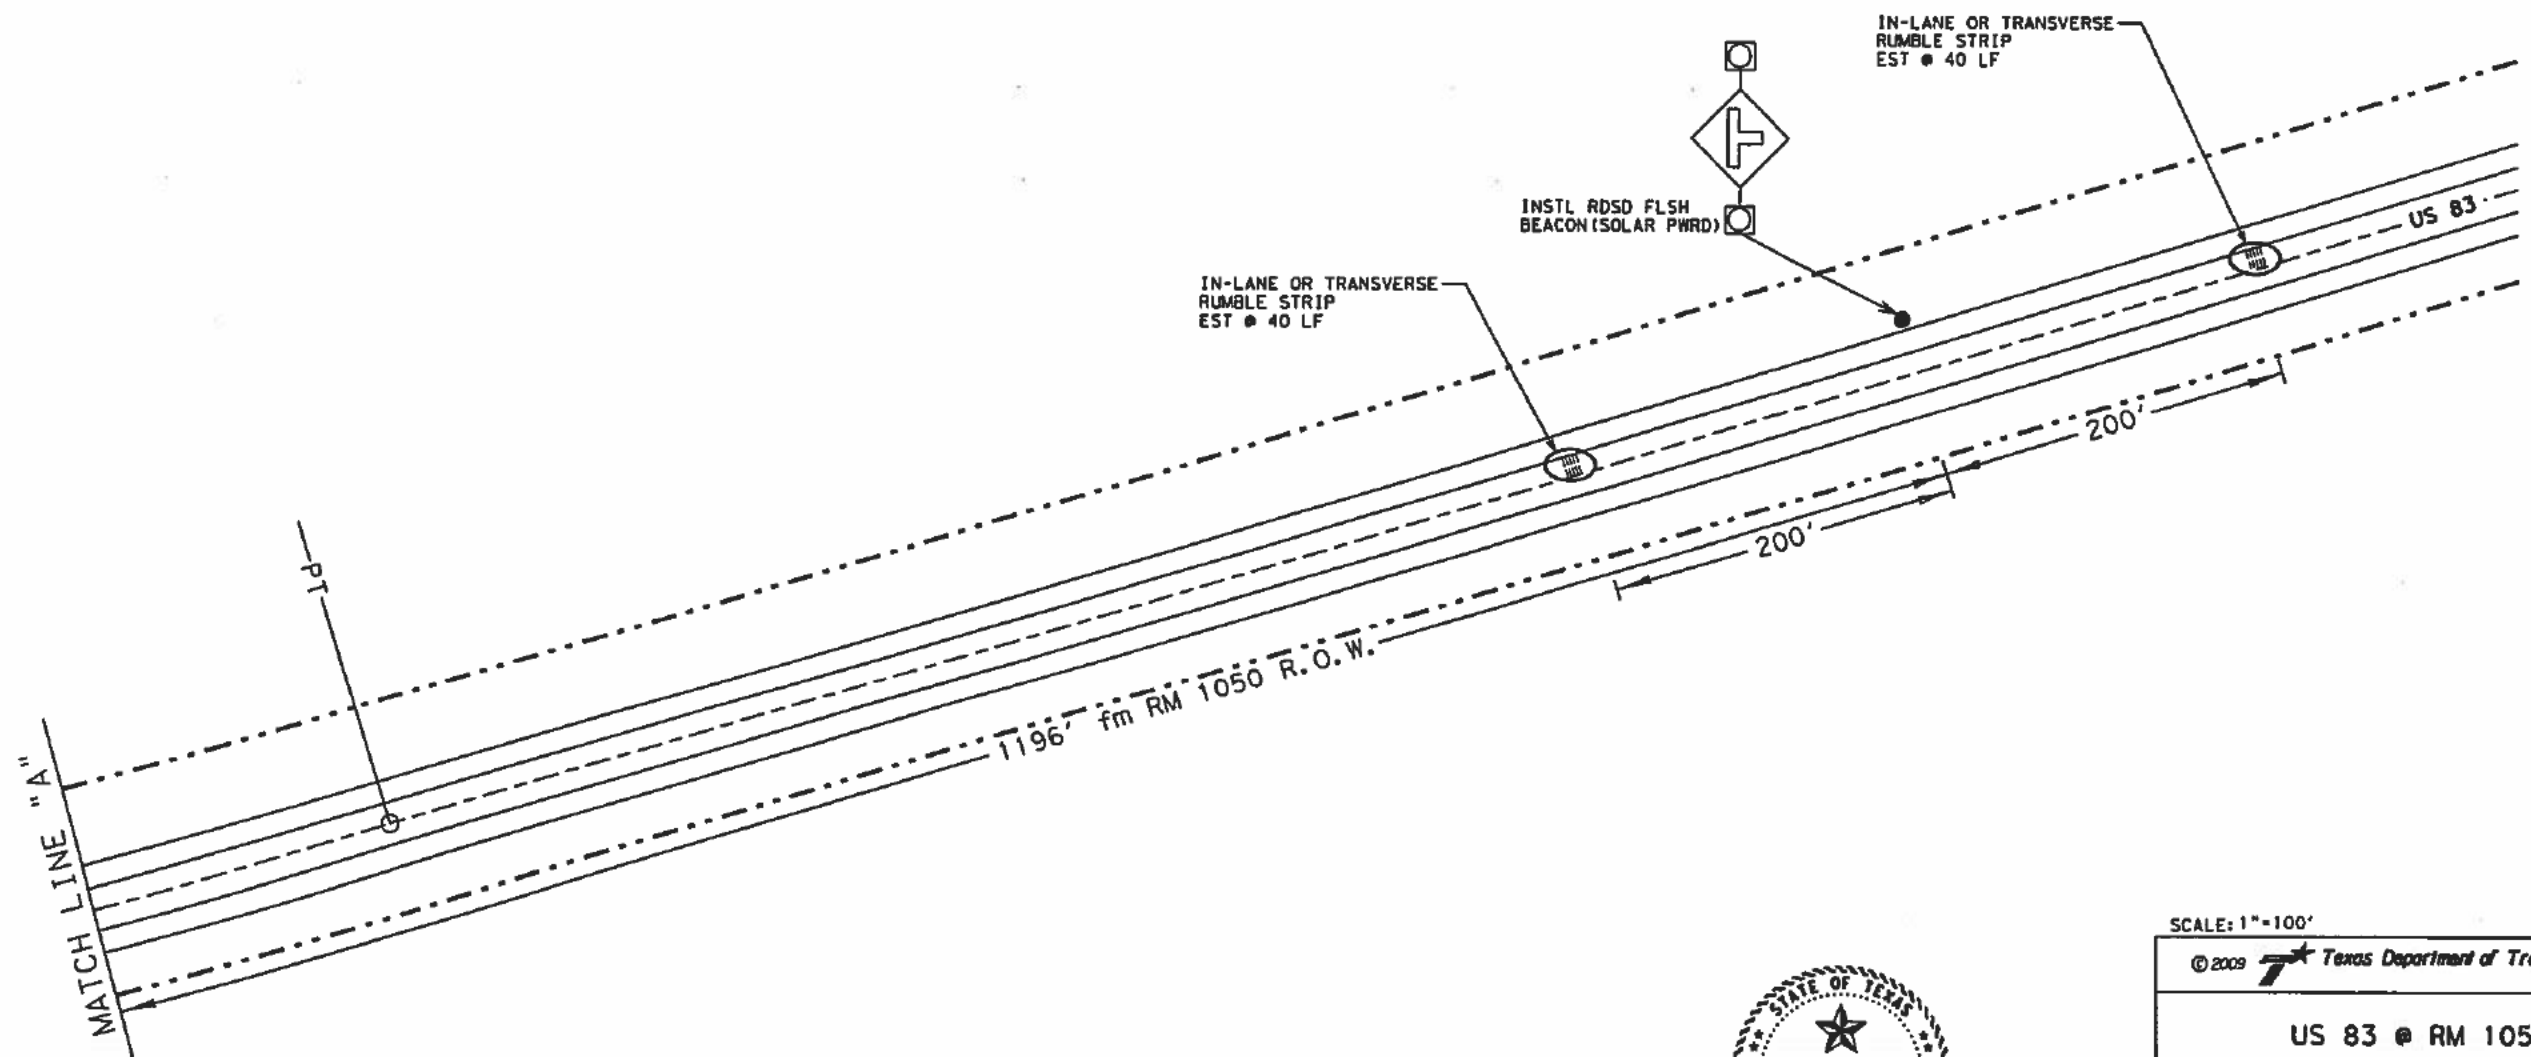 IN-LANE OR TRANSVERSE
RUMBLE STRIP
EST @ 40 LF
INSTL RDSD FLSH
BEACON(SOLAR PWRD)
US 83
IN-LANE OR TRANSVERSE
RUMBLE STRIP
EST @ 40 LF
200'
200'
PT
1196' fm RM 1050 R.O.W.
MATCH LINE "A"
SCALE: 1"=100'
© 2009 Texas Department of Tr
STATE OF TEXAS
US 83 @ RM 105